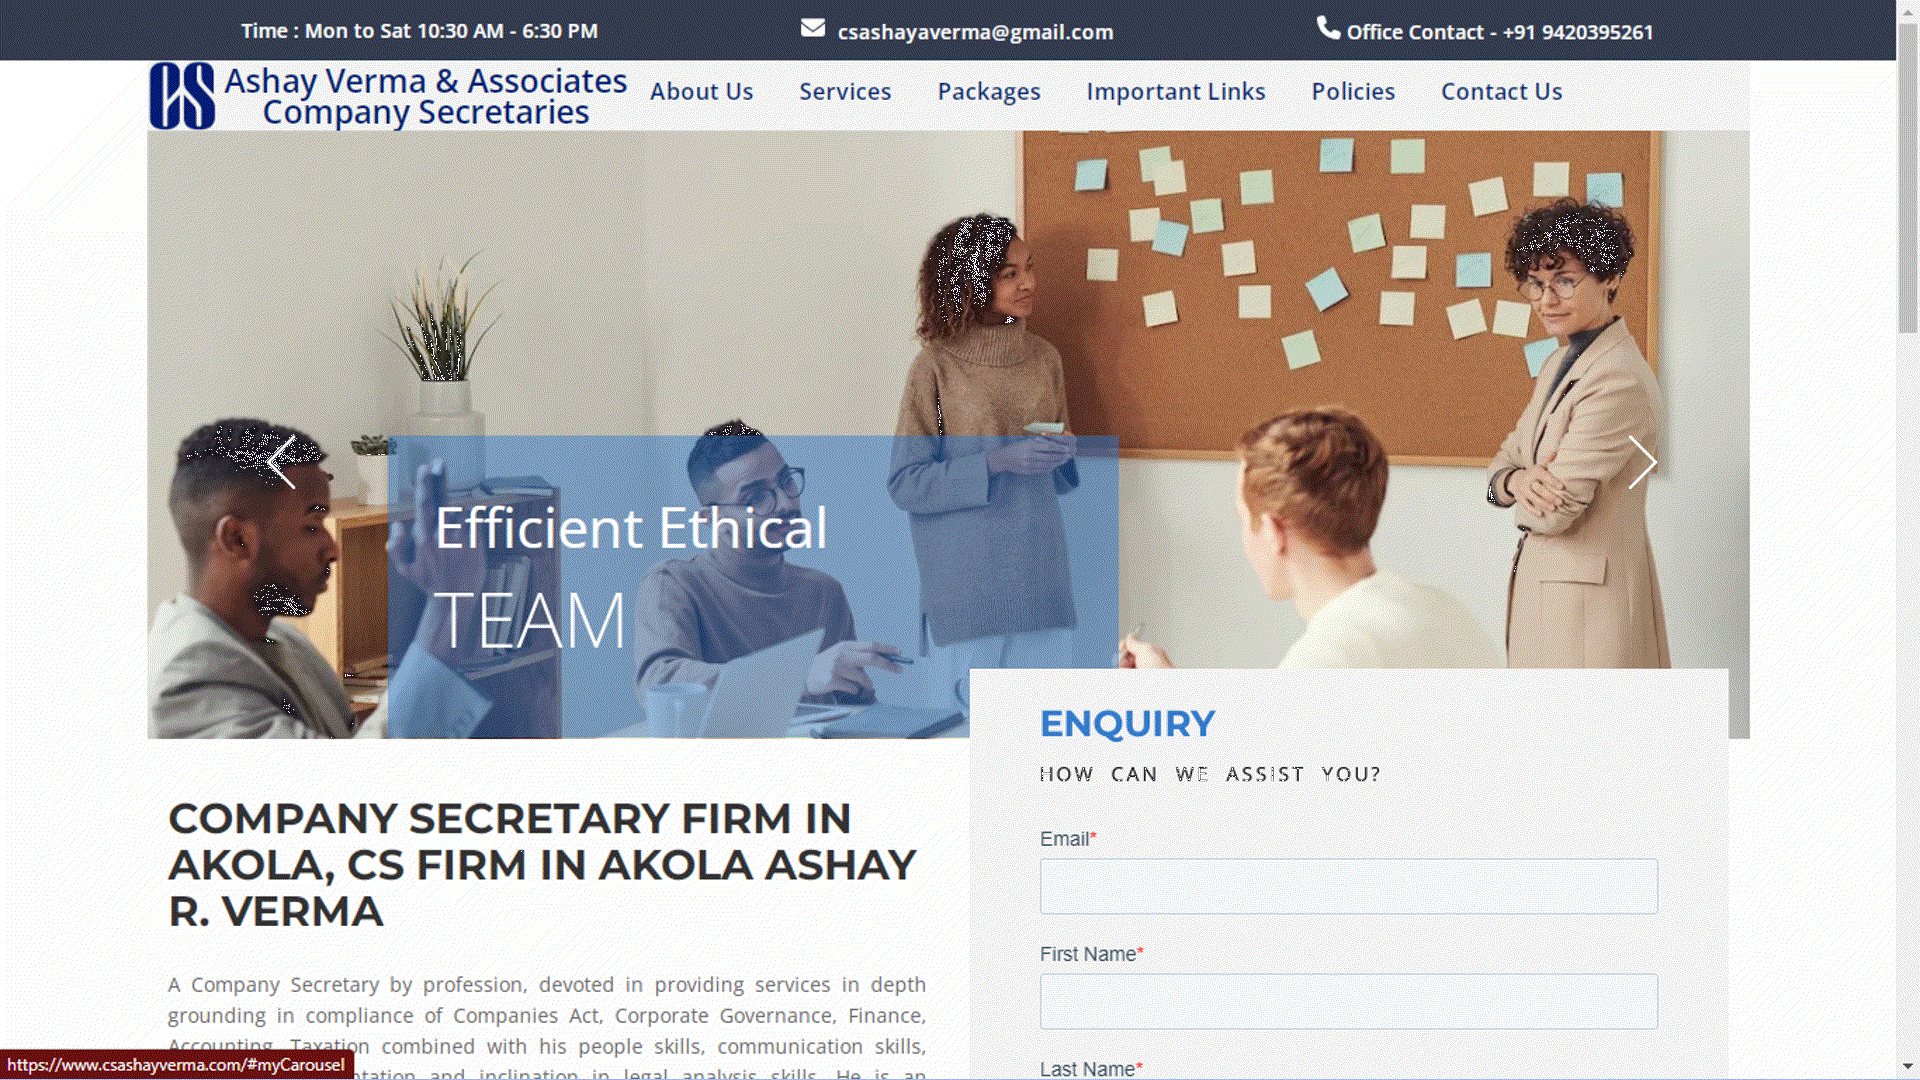 Time : Mon to Sat 10:30 AM - 6:30 PM
csashayaverma@gmail.com
Office Contact - +91 9420395261
CS Ashay Verma & Associates
Company Secretaries
About Us Services Packages Important Links Policies Contact Us
Efficient Ethical
TEAM
ENQUIRY
HOW CAN WE ASSIST YOU?
Email*
First Name*
Last Name*
COMPANY SECRETARY FIRM IN
AKOLA, CS FIRM IN AKOLA ASHAY
R. VERMA
A Company Secretary by profession, devoted in providing services in depth
grounding in compliance of Companies Act, Corporate Governance, Finance,
Accounting, Taxation combined with his people skills, communication skills,
and inclination in legal analysis skills. He is an
https://www.csashayverma.com/#myCarousel